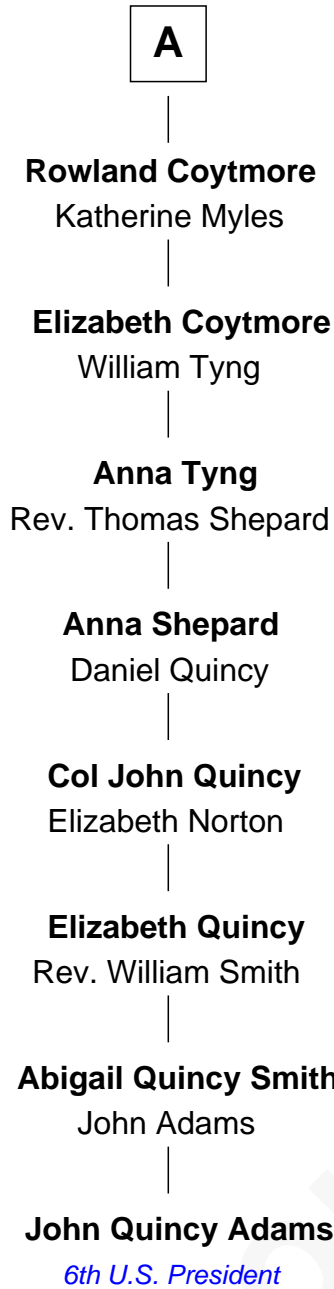 A
Rowland Coytmore
Katherine Myles
Elizabeth Coytmore
William Tyng
Anna Tyng
Rev. Thomas Shepard
Anna Shepard
Daniel Quincy
Col John Quincy
Elizabeth Norton
Elizabeth Quincy
Rev. William Smith
Abigail Quincy Smith
John Adams
John Quincy Adams
6th U.S. President